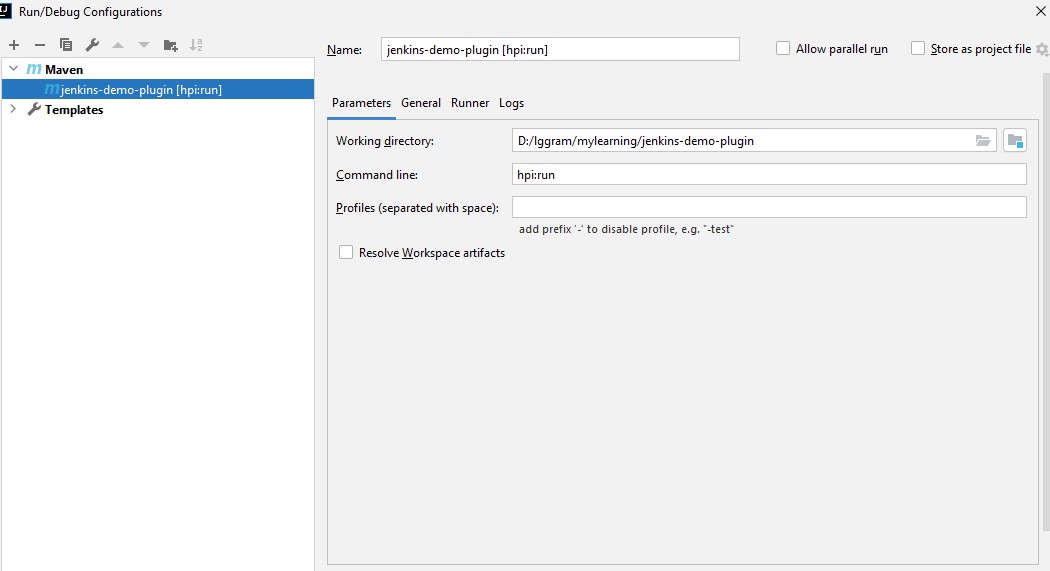 Run/Debug Configurations
Name: jenkins-demo-plugin [hpi:run] Allow parallel run Store as project file
Maven
jenkins-demo-plugin [hpi:run]
Templates
Parameters General Runner Logs
Working directory: D:/lggram/mylearning/jenkins-demo-plugin
Command line: hpi:run
Profiles (separated with space):
add prefix '-' to disable profile, e.g. "-test"
Resolve Workspace artifacts